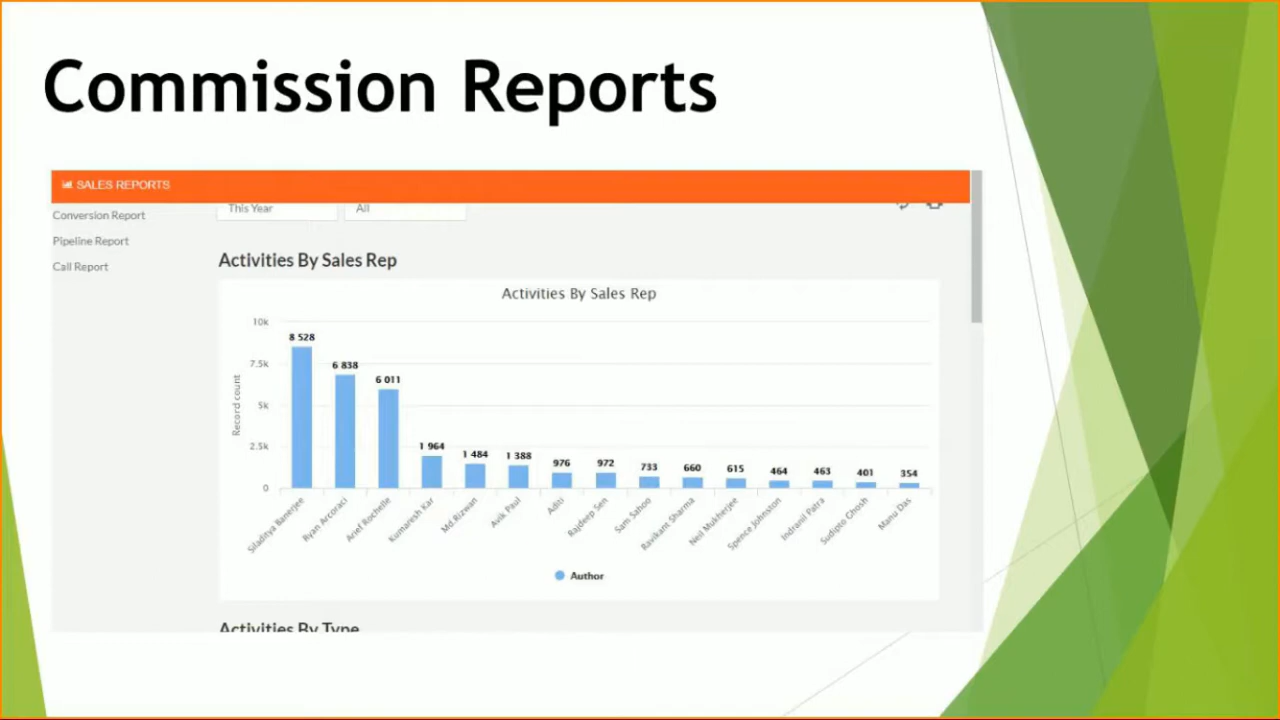 Commission Reports
SALES REPORTS
Conversion Report
Pipeline Report
Call Report
This Year
All
Activities By Sales Rep
Activities By Sales Rep
10k
7.5k
5k
2.5k
0
Record count
8 528
6 838
6 011
1 964
1 484
1 388
976
972
733
660
615
464
463
401
354
Siladitya Banerjee
Ryan Arcoraci
Arief Rochelle
Kumaresh Kar
Md Rizwan
Avik Paul
Aditi
Rajdeep Sen
Sam Sahoo
Ravikant Sharma
Neil Mukherjee
Spence Johnston
Indranil Patra
Sudipto Ghosh
Manu Das
Author
Activities By Type